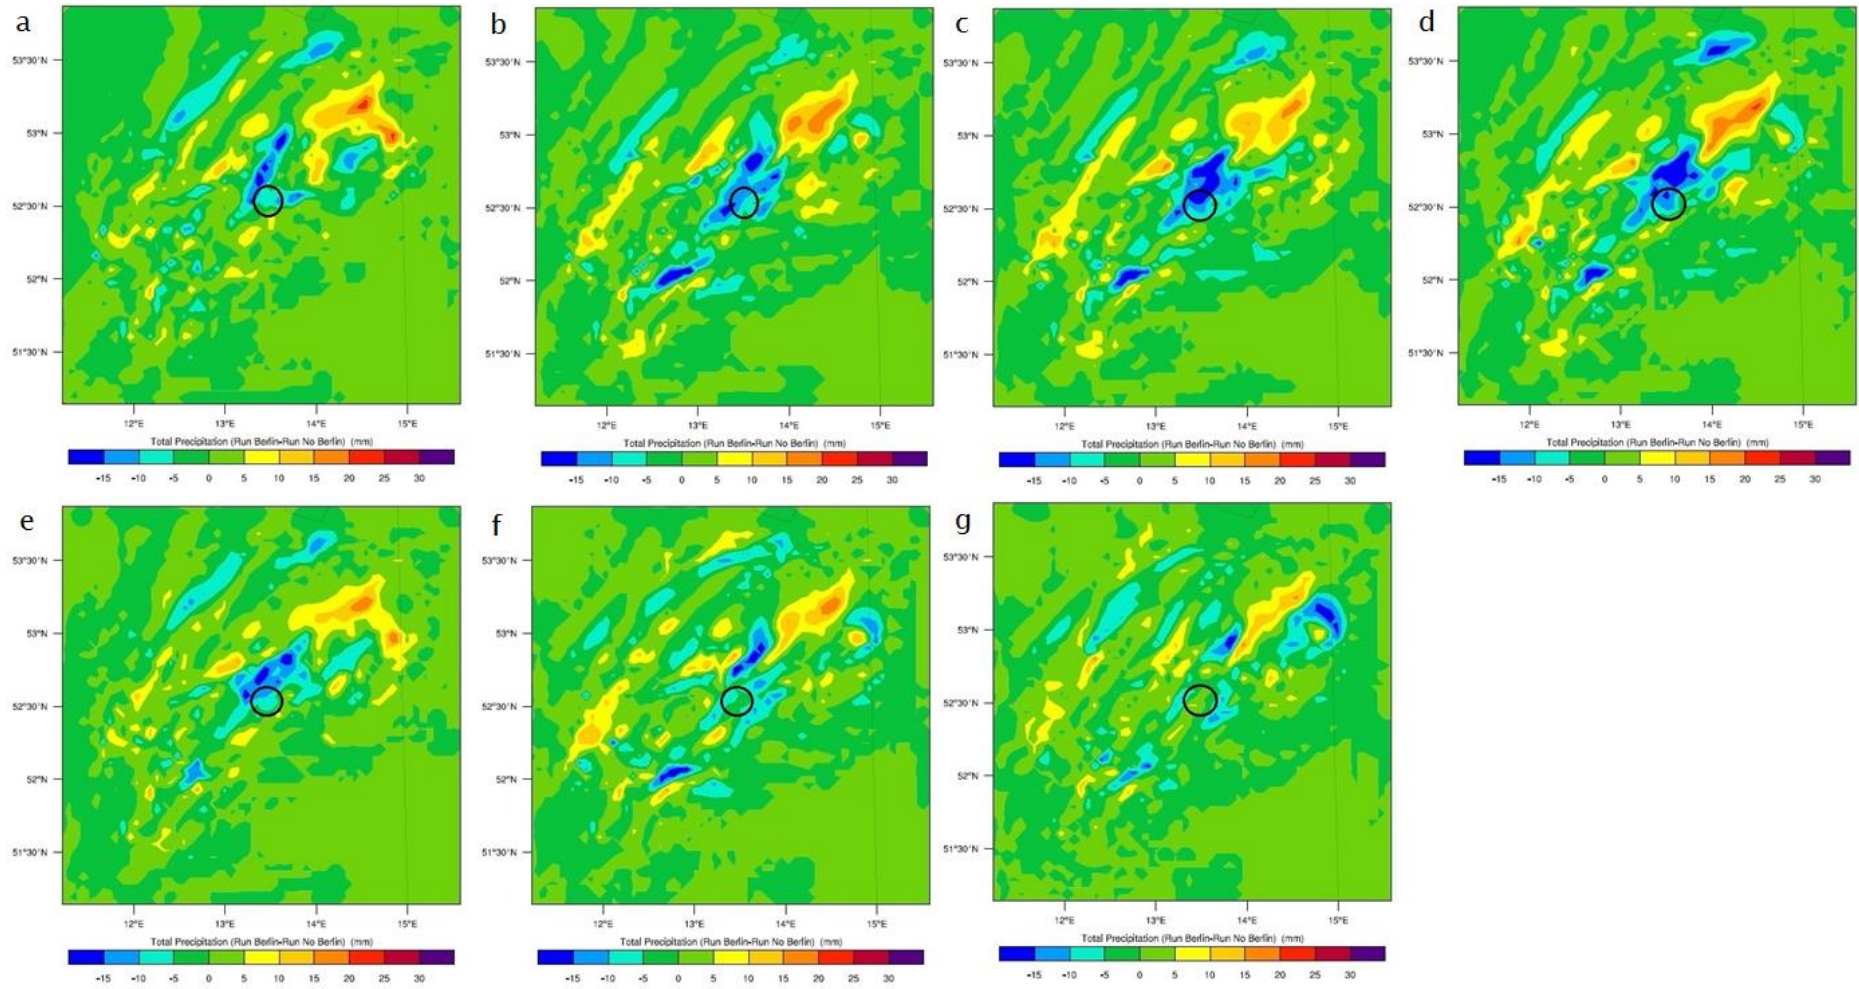 a
b
c
d
53°30'N
53°N
52°30'N
52°N
51°30'N
12°E 13°E 14°E 15°E
Total Precipitation (Run Berlin-Run No Berlin) (mm)
-15 -10 -5 0 5 10 15 20 25 30
53°30'N
53°N
52°30'N
52°N
51°30'N
12°E 13°E 14°E 15°E
Total Precipitation (Run Berlin-Run No Berlin) (mm)
-15 -10 -5 0 5 10 15 20 25 30
53°30'N
53°N
52°30'N
52°N
51°30'N
12°E 13°E 14°E 15°E
Total Precipitation (Run Berlin-Run No Berlin) (mm)
-15 -10 -5 0 5 10 15 20 25 30
53°30'N
53°N
52°30'N
52°N
51°30'N
12°E 13°E 14°E 15°E
Total Precipitation (Run Berlin-Run No Berlin) (mm)
-15 -10 -5 0 5 10 15 20 25 30
e
f
g
53°30'N
53°N
52°30'N
52°N
51°30'N
12°E 13°E 14°E 15°E
Total Precipitation (Run Berlin-Run No Berlin) (mm)
-15 -10 -5 0 5 10 15 20 25 30
53°30'N
53°N
52°30'N
52°N
51°30'N
12°E 13°E 14°E 15°E
Total Precipitation (Run Berlin-Run No Berlin) (mm)
-15 -10 -5 0 5 10 15 20 25 30
53°30'N
53°N
52°30'N
52°N
51°30'N
12°E 13°E 14°E 15°E
Total Precipitation (Run Berlin-Run No Berlin) (mm)
-15 -10 -5 0 5 10 15 20 25 30